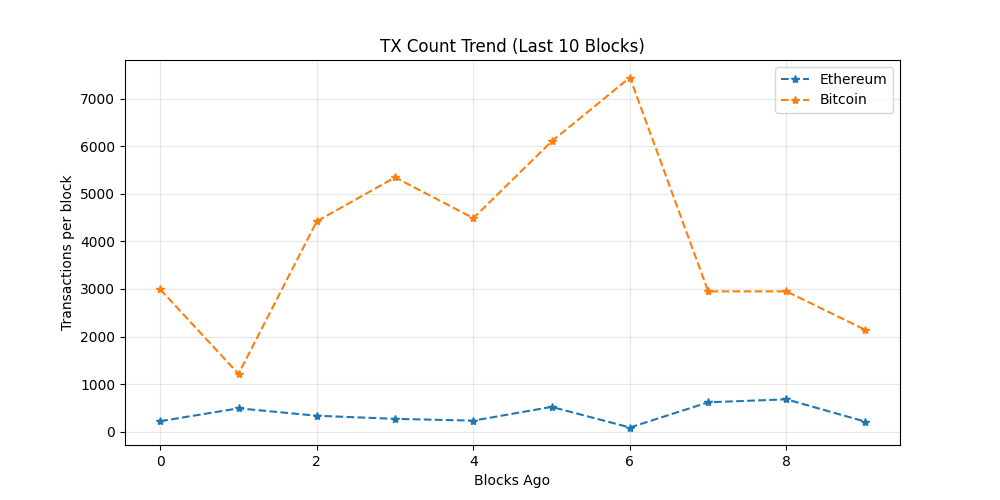 TX Count Trend (Last 10 Blocks)
Ethereum
Bitcoin
Transactions per block
7000
6000
5000
4000
3000
2000
1000
0
0 2 4 6 8
Blocks Ago